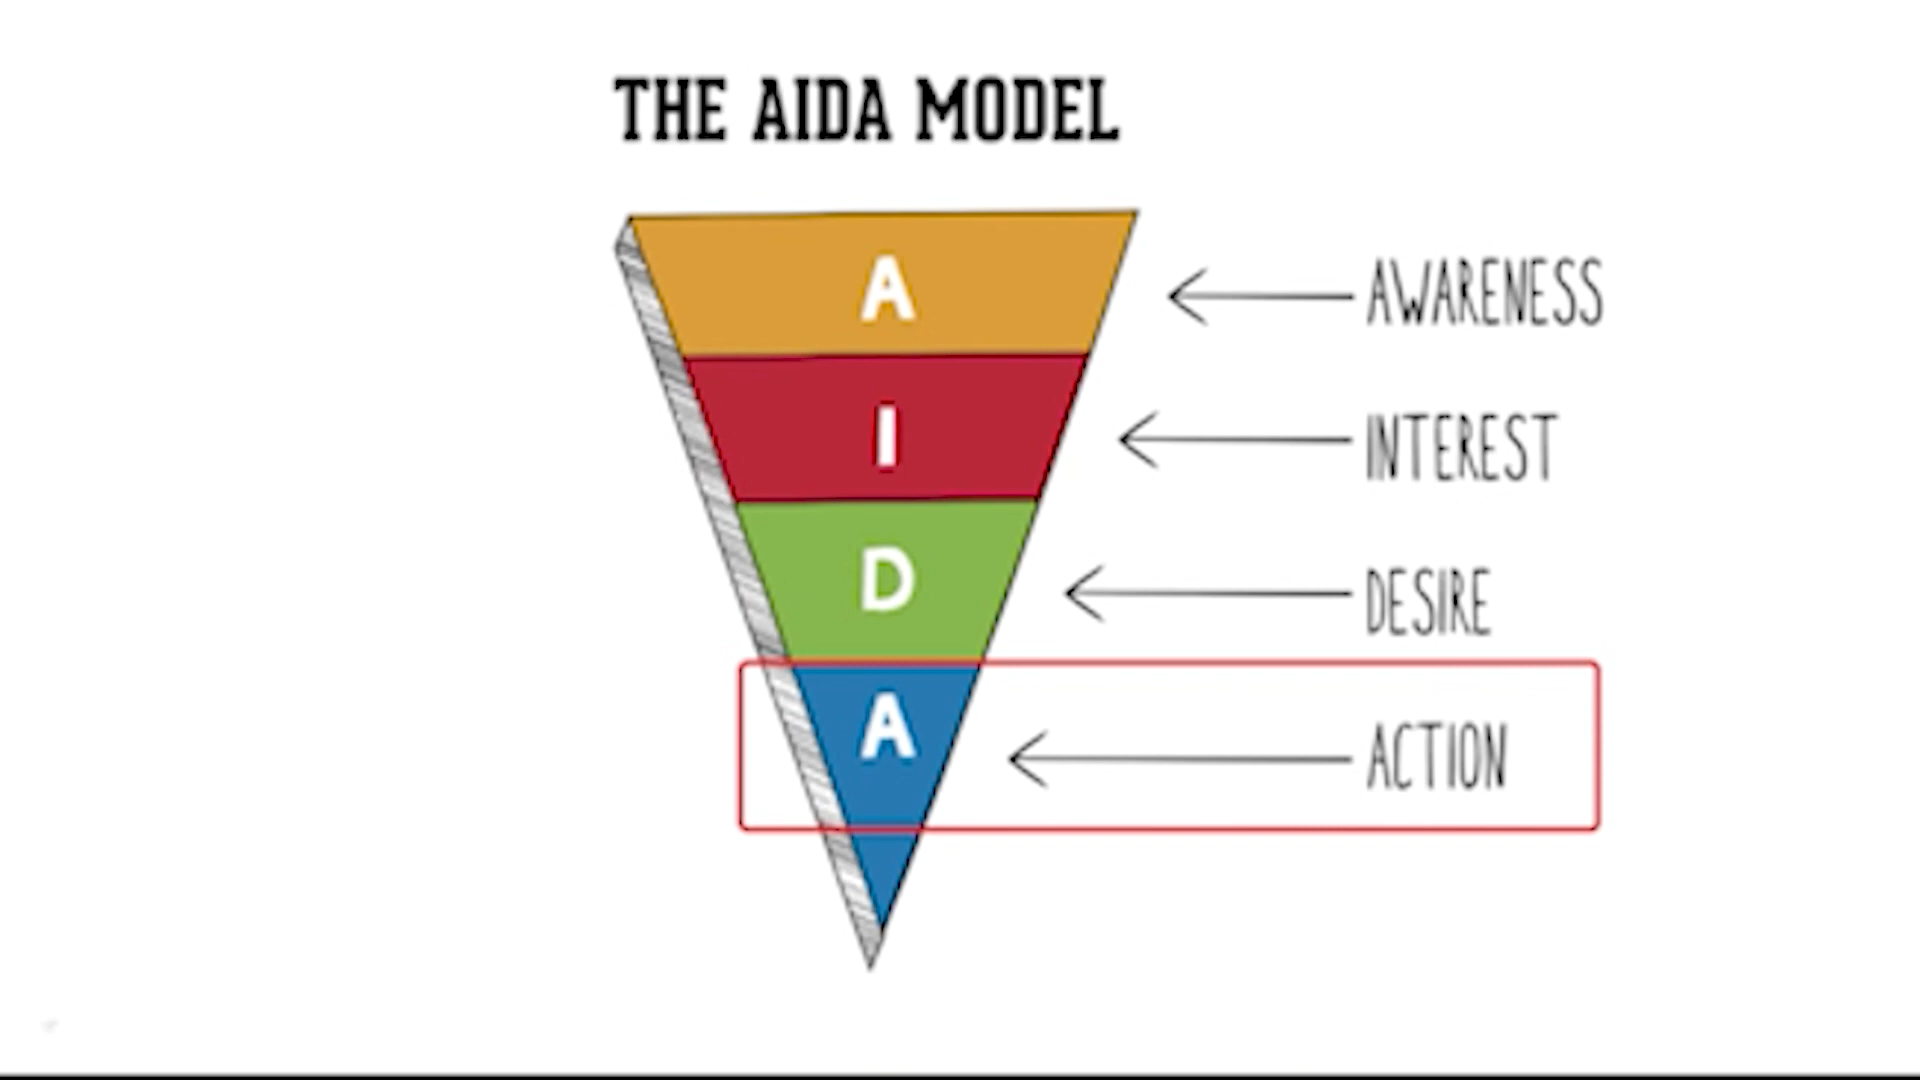 THE AIDA MODEL
A
AWARENESS
I
INTEREST
D
DESIRE
A
ACTION